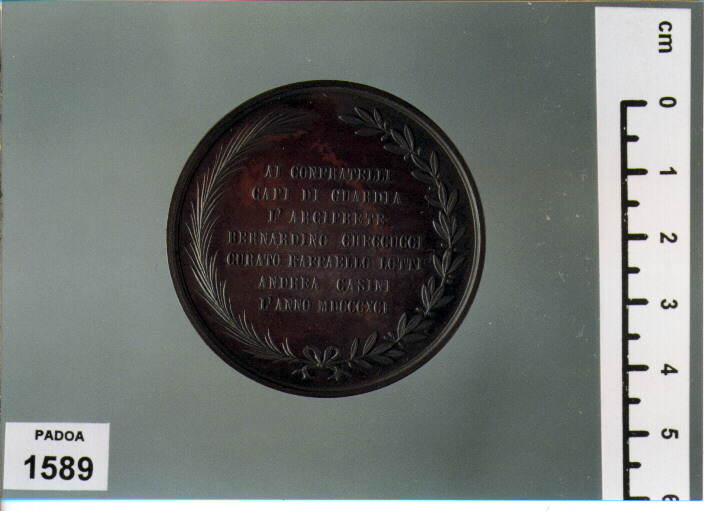 AI CONFRATELLI
CAPI DI GUARDIA
L'ARCIPRETE
BERNARDINO CHECCUCCI
CURATO RAFFAELLO LOTTI
ANDREA CASINI
L'ANNO MDCCCXCI
PADOA
1589
cm
0
1
2
3
4
5
6